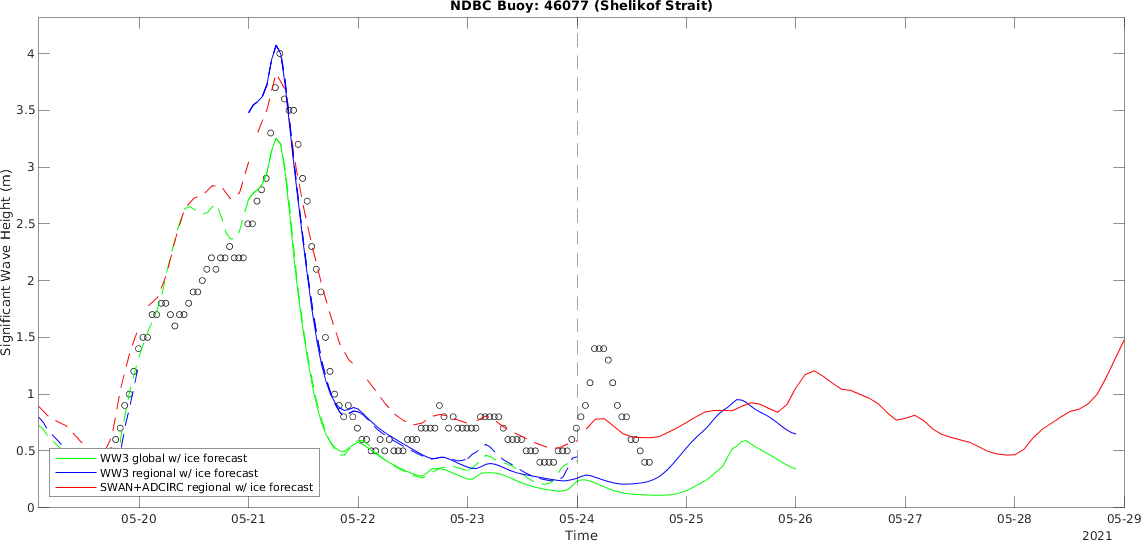 NDBC Buoy: 46077 (Shelikof Strait)
4
3.5
3
2.5
2
1.5
1
0.5
0
Significant Wave Height (m)
WW3 global w/ ice forecast
WW3 regional w/ ice forecast
SWAN+ADCIRC regional w/ ice forecast
05-20 05-21 05-22 05-23 05-24 05-25 05-26 05-27 05-28 05-29
Time
2021